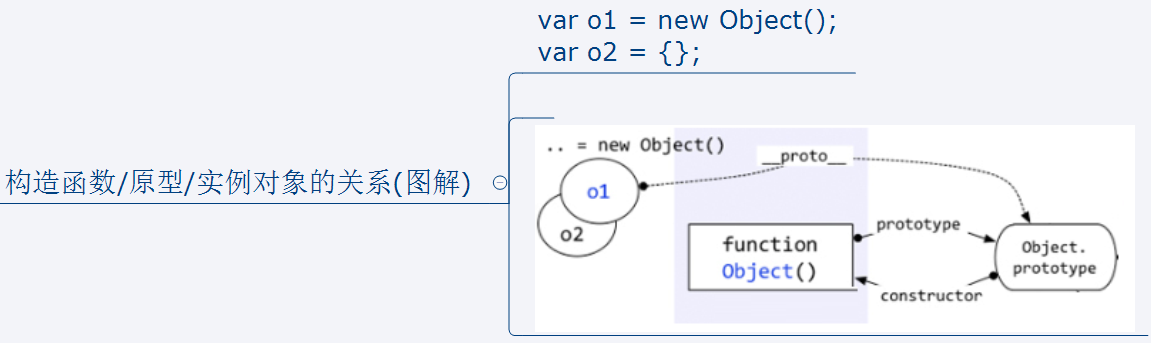 var o1 = new Object();
var o2 = {};
构造函数/原型/实例对象的关系(图解)
.. = new Object()
__proto__
o1
o2
function
Object()
prototype
constructor
Object.
prototype